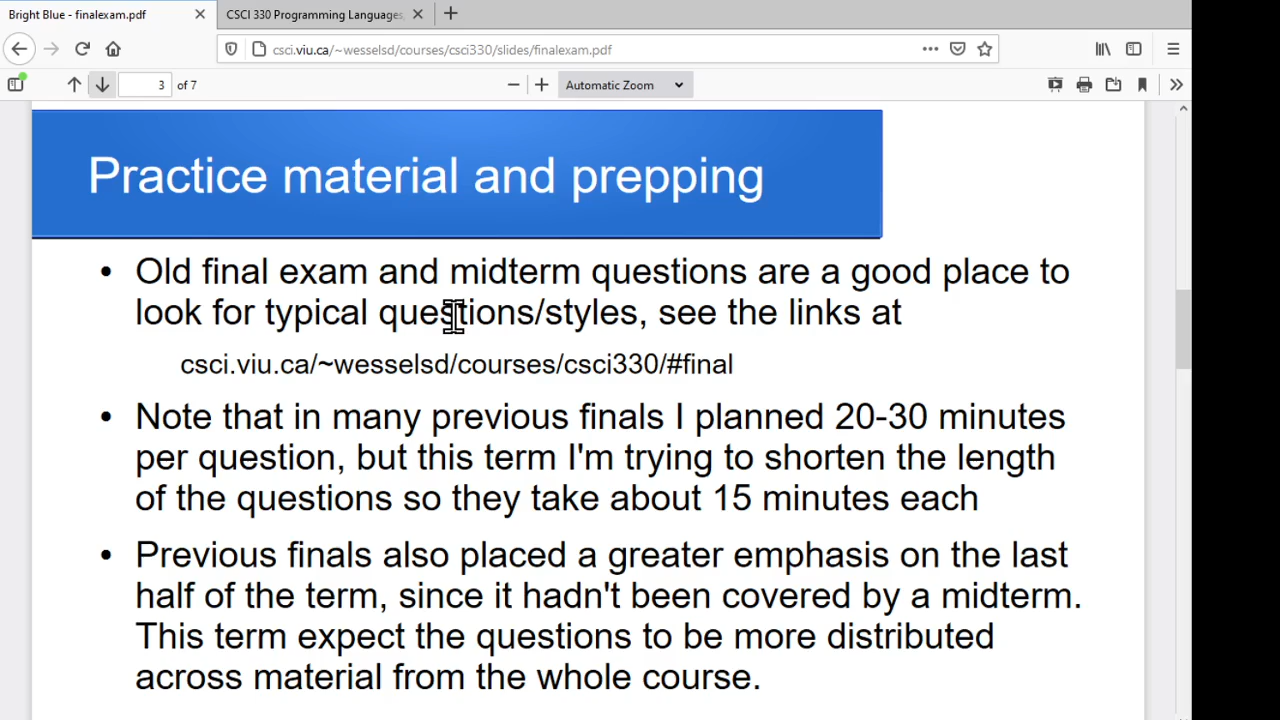 Bright Blue - finalexam.pdf
CSCI 330 Programming Languages,
csci.viu.ca/~wesselsd/courses/csci330/slides/finalexam.pdf
3 of 7
Automatic Zoom
Practice material and prepping
• Old final exam and midterm questions are a good place to
look for typical questions/styles, see the links at
csci.viu.ca/~wesselsd/courses/csci330/#final
• Note that in many previous finals I planned 20-30 minutes
per question, but this term I'm trying to shorten the length
of the questions so they take about 15 minutes each
• Previous finals also placed a greater emphasis on the last
half of the term, since it hadn't been covered by a midterm.
This term expect the questions to be more distributed
across material from the whole course.